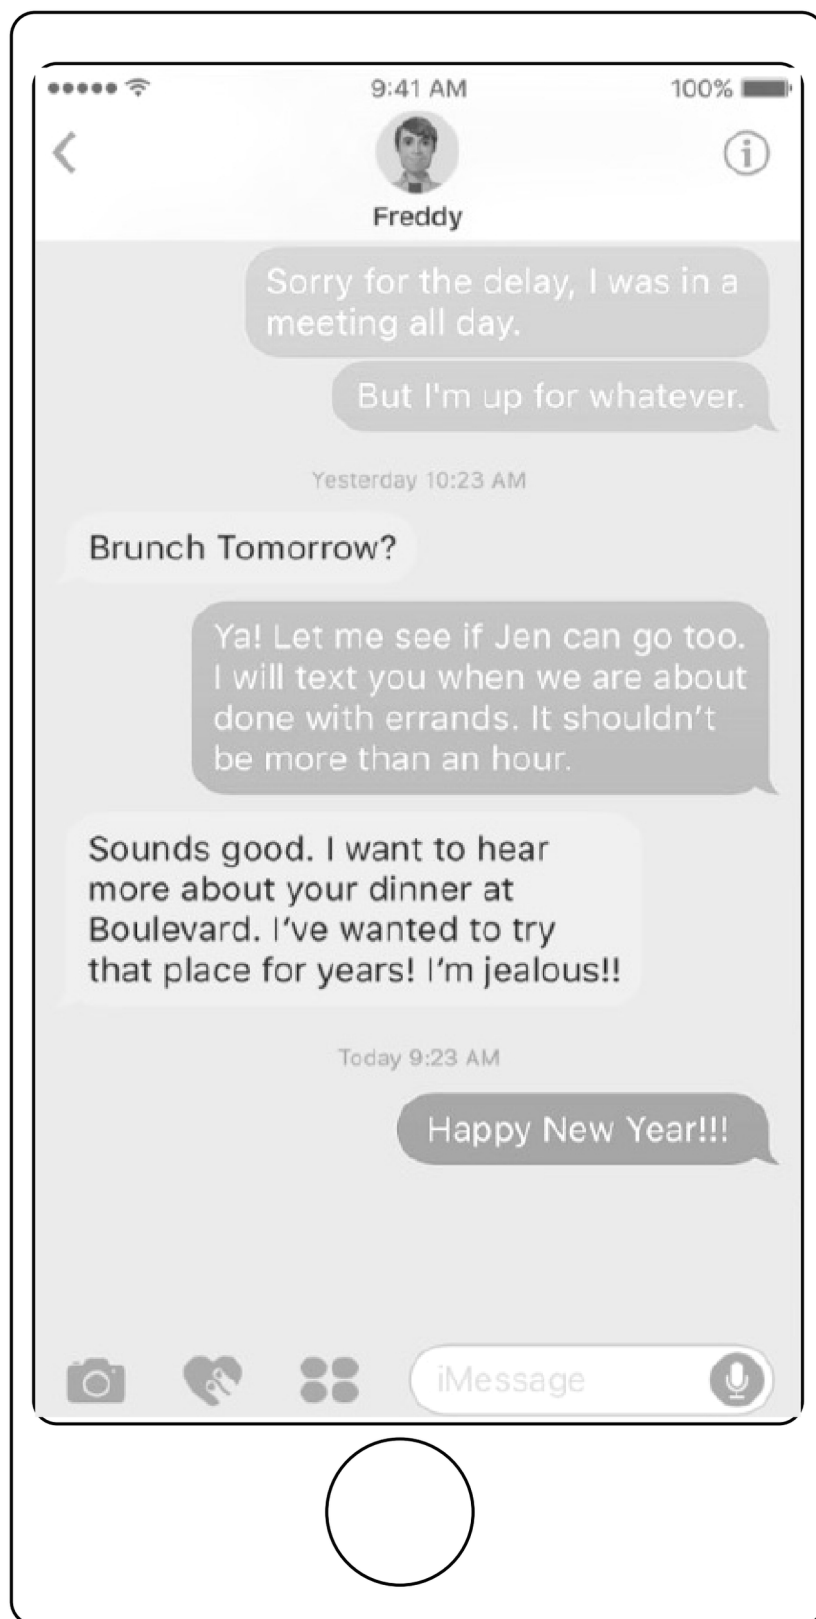 9:41 AM 100%
Freddy
Sorry for the delay, I was in a
meeting all day.
But I'm up for whatever.
Yesterday 10:23 AM
Brunch Tomorrow?
Ya! Let me see if Jen can go too.
I will text you when we are about
done with errands. It shouldn’t
be more than an hour.
Sounds good. I want to hear
more about your dinner at
Boulevard. I‘ve wanted to try
that place for years! I’m jealous!!
Today 9:23 AM
Happy New Year!!!
iMessage